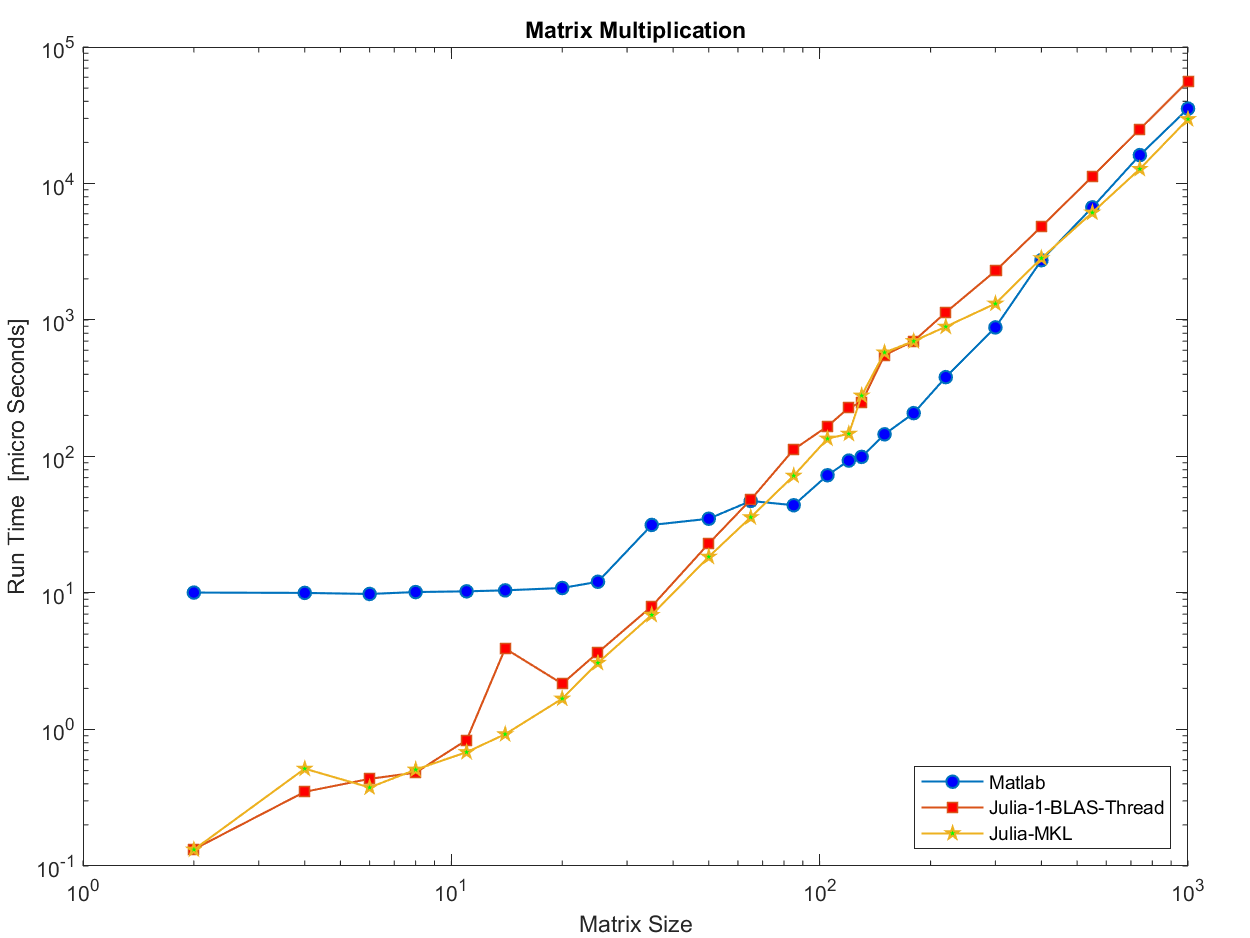 Matrix Multiplication
10^5
10^4
10^3
10^2
10^1
10^0
10^-1
Run Time [micro Seconds]
Matlab
Julia-1-BLAS-Thread
Julia-MKL
10^0 10^1 10^2 10^3
Matrix Size